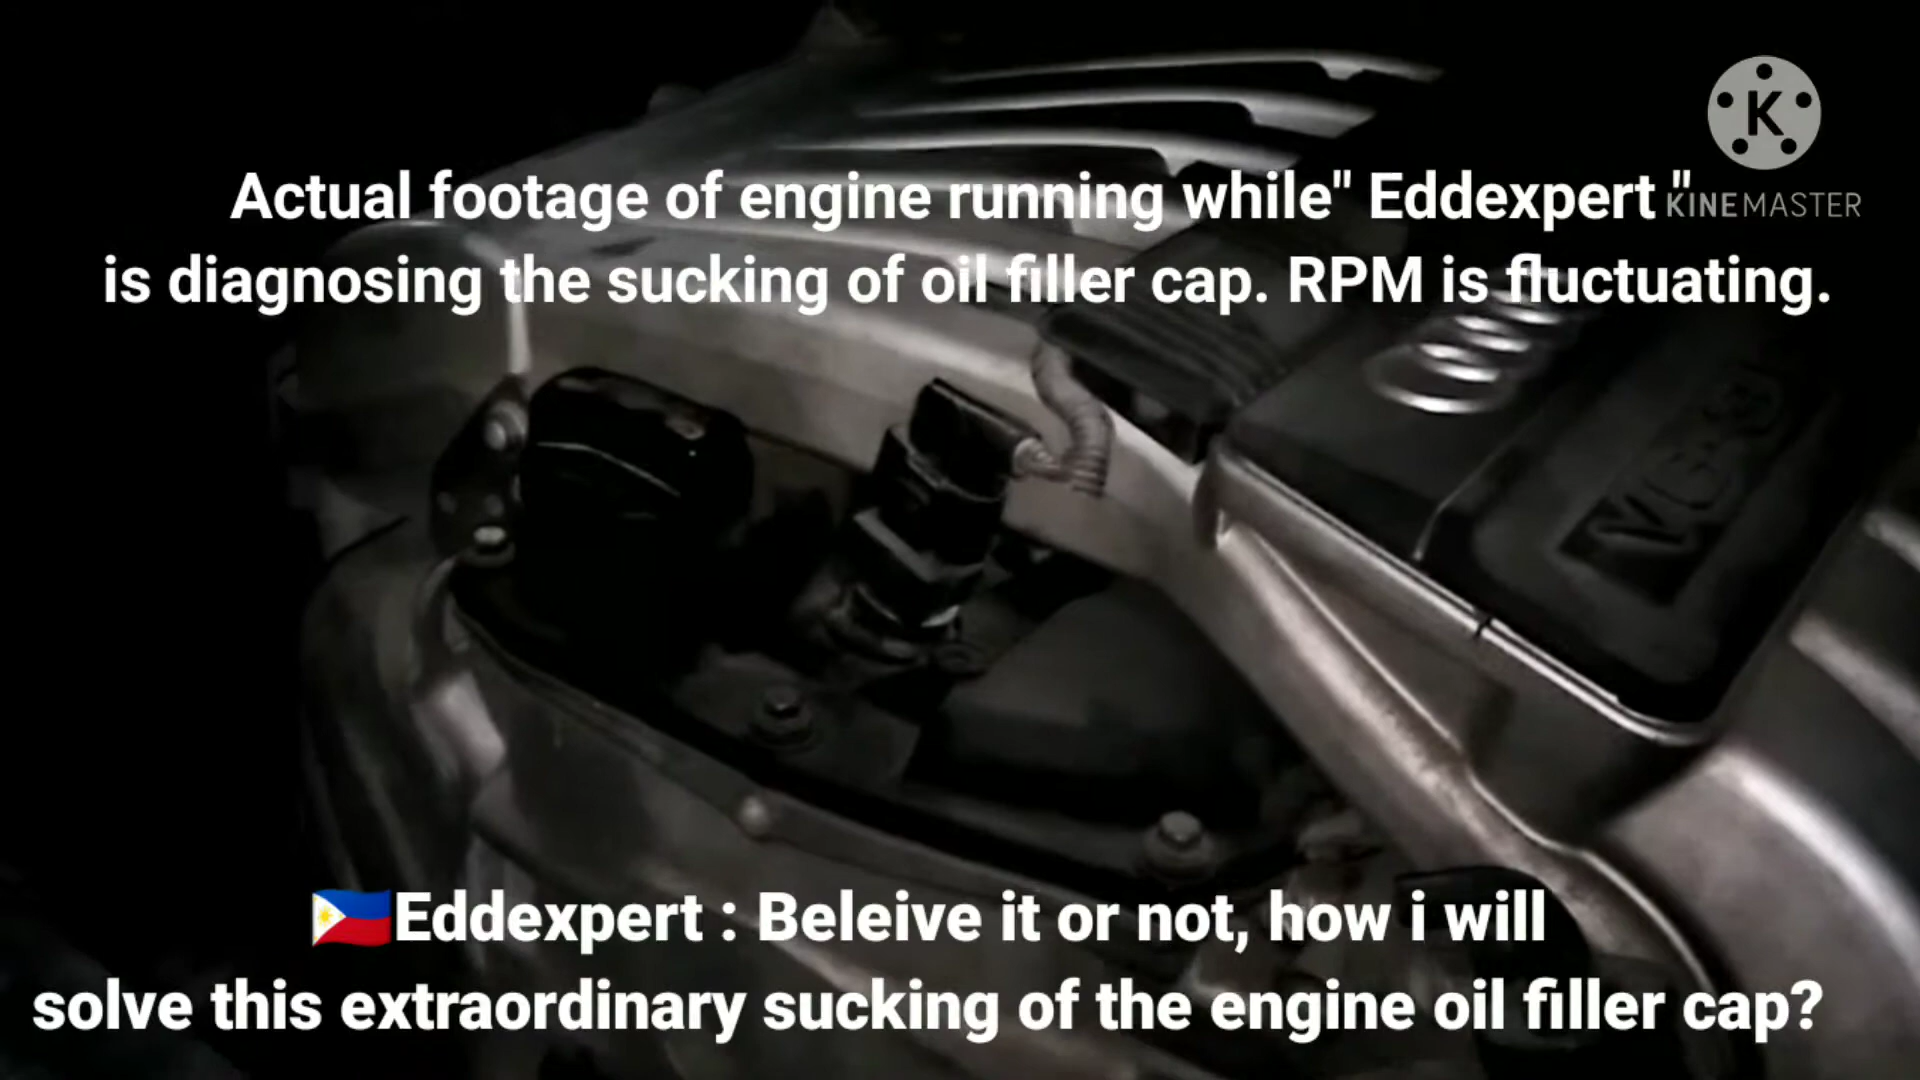 K
KINEMASTER
Actual footage of engine running while" Eddexpert "
is diagnosing the sucking of oil filler cap. RPM is fluctuating.
🇵🇭Eddexpert : Beleive it or not, how i will
solve this extraordinary sucking of the engine oil filler cap?